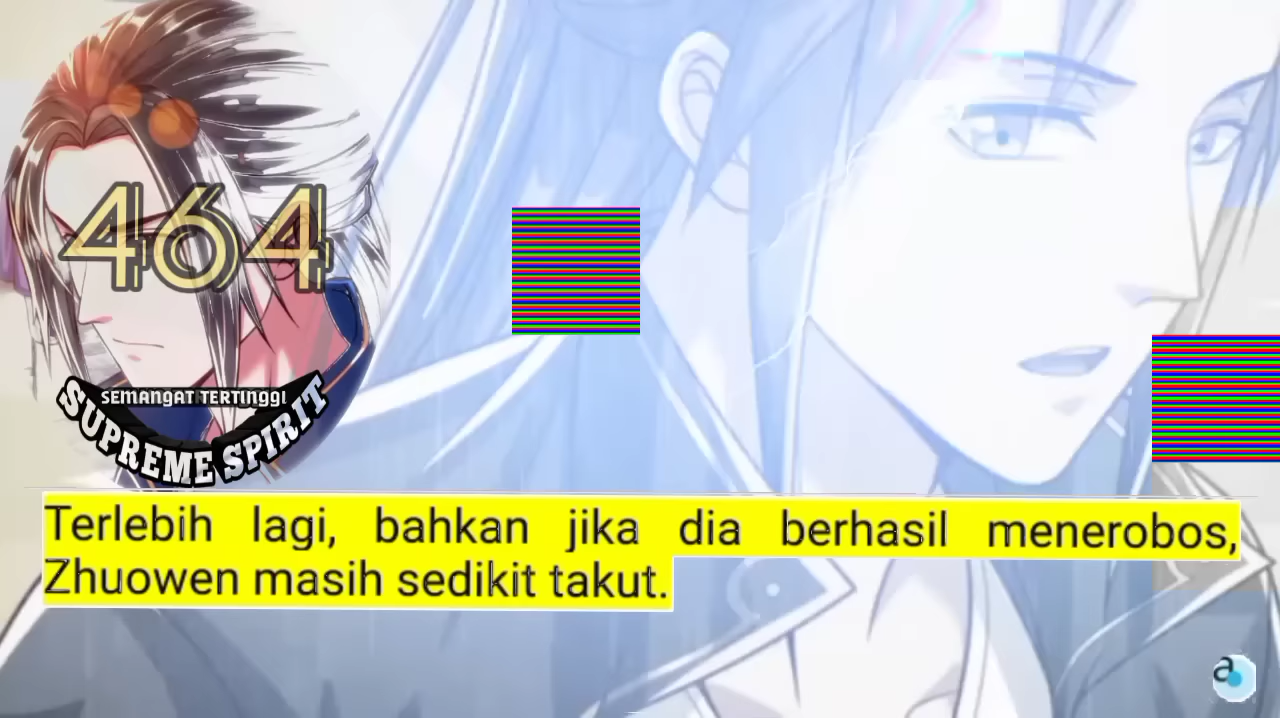 464
SEMANGAT TERTINGGI
SUPREME SPIRIT
Terlebih lagi, bahkan jika dia berhasil menerobos,
Zhuowen masih sedikit takut.
a